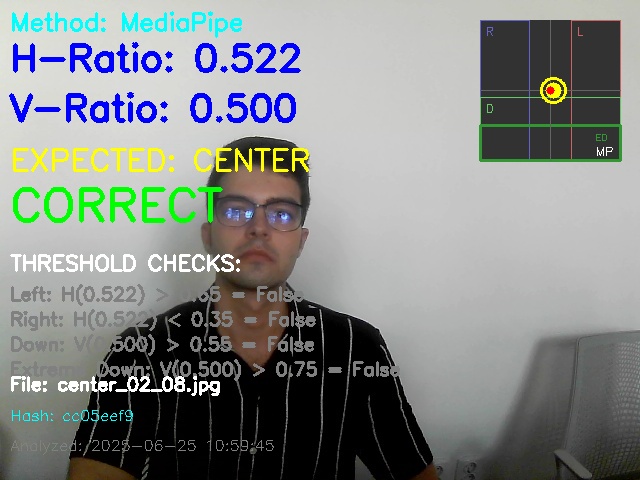 Method: MediaPipe
H-Ratio: 0.522
V-Ratio: 0.500
EXPECTED: CENTER
CORRECT
THRESHOLD CHECKS:
Left: H(0.522) > .65 = False
Right: H(0.522) < 0.35 = False
Down: V(0.500) > 0.55 = False
Extreme Down: V(0.500) > 0.75 = False
File: center_02_08.jpg
Hash: cc05eef9
Analyzed: 2025-06-25 10:59:45
R
L
D
ED
MP